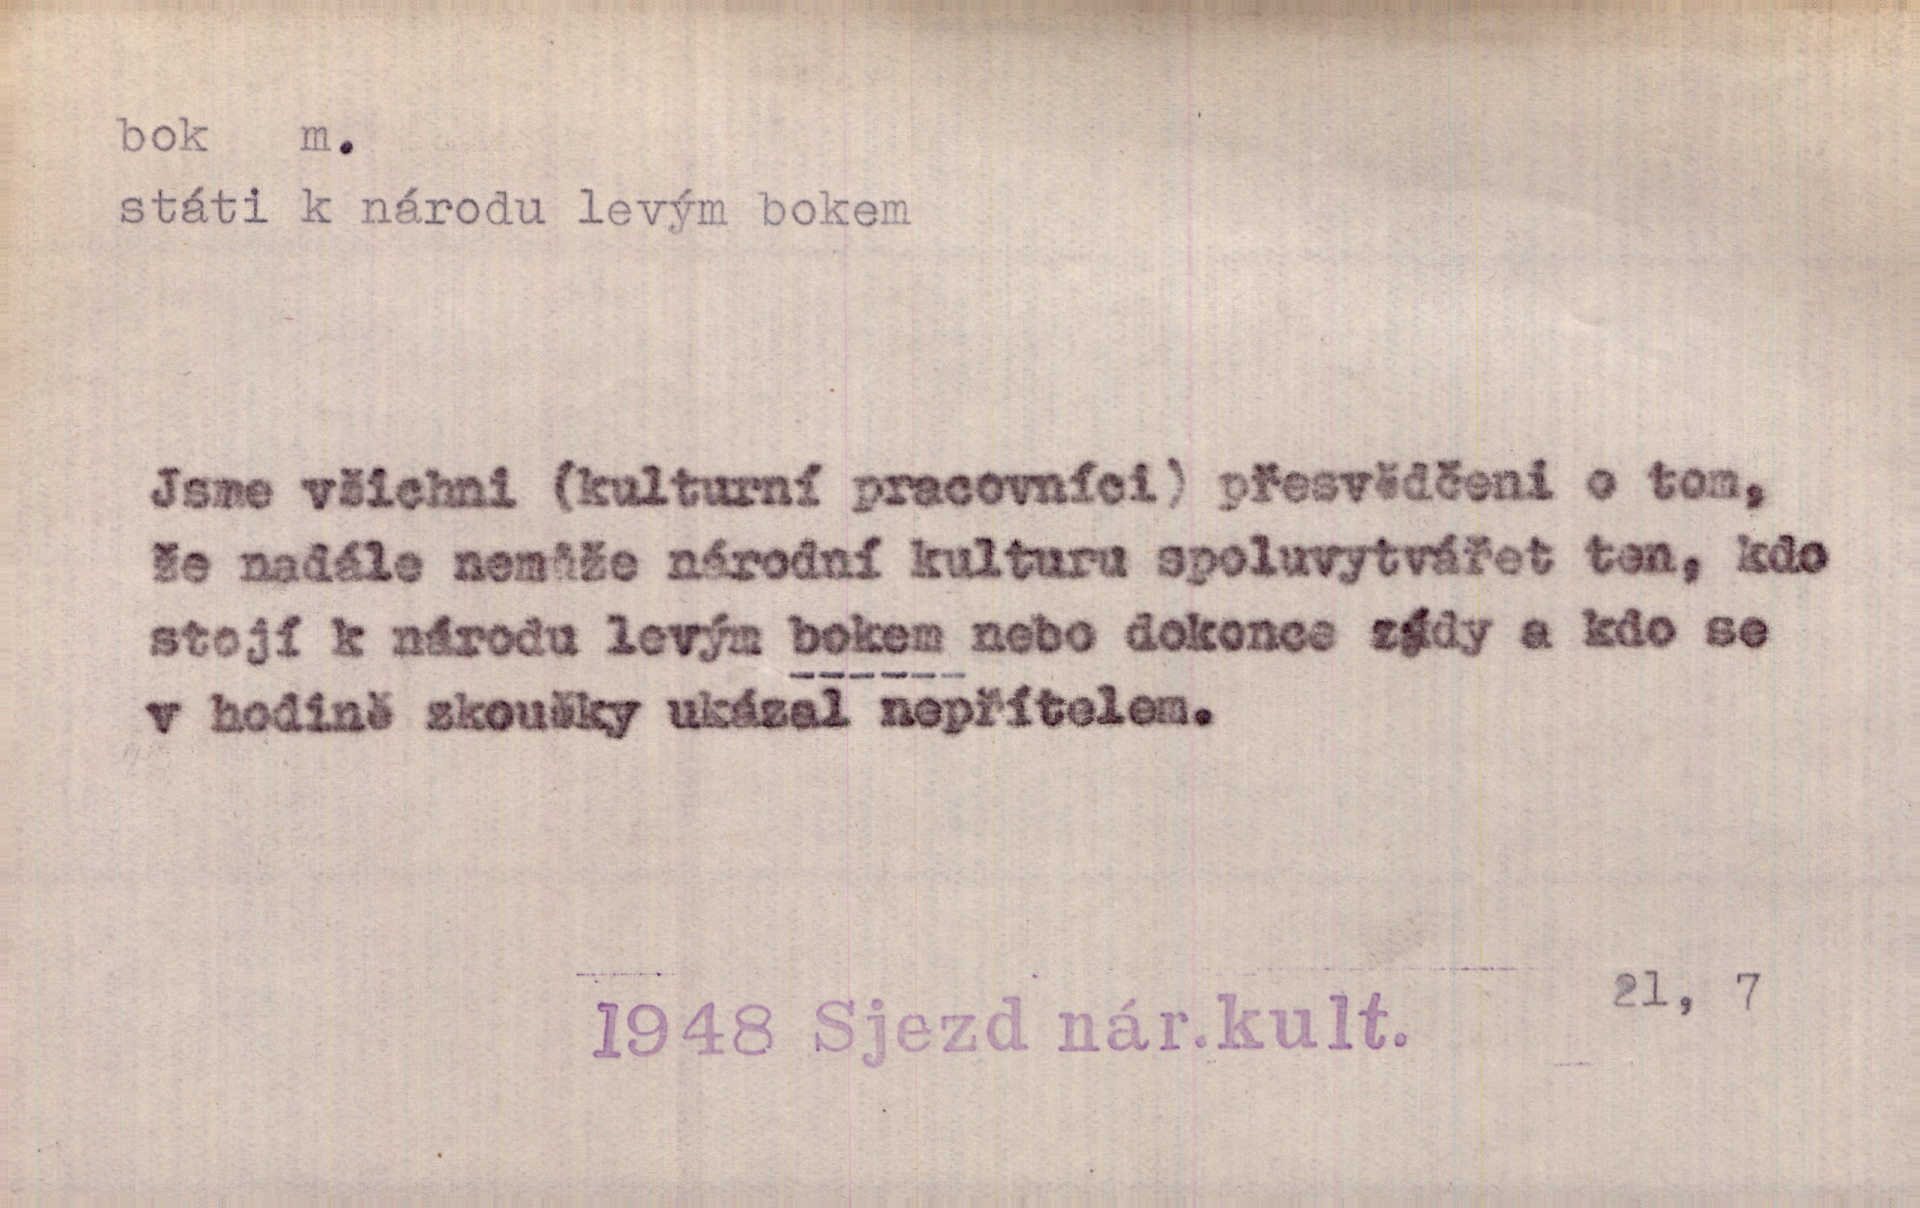 bok m.
státi k národu levým bokem
Jsme všichni (kulturní pracovníci) přesvědčeni o tom,
že nadále nemůže národní kulturu spoluvytvářet ten, kdo
stojí k národu levým bokem nebo dokonce zády a kdo se
v hodině zkoušky ukázal nepřítelem.
21, 7
1948 Sjezd nár.kult.